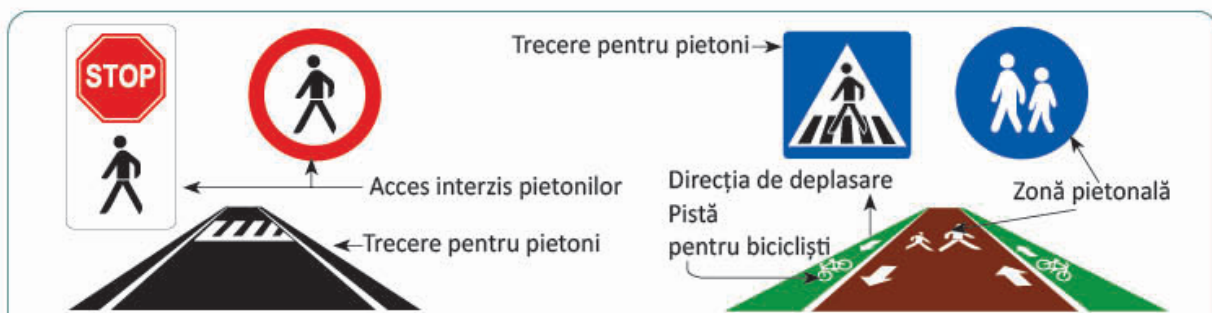 STOP
Acces interzis pietonilor
Trecere pentru pietoni
Trecere pentru pietoni
Direcția de deplasare
Pistă
pentru bicicliști
Zonă pietonală